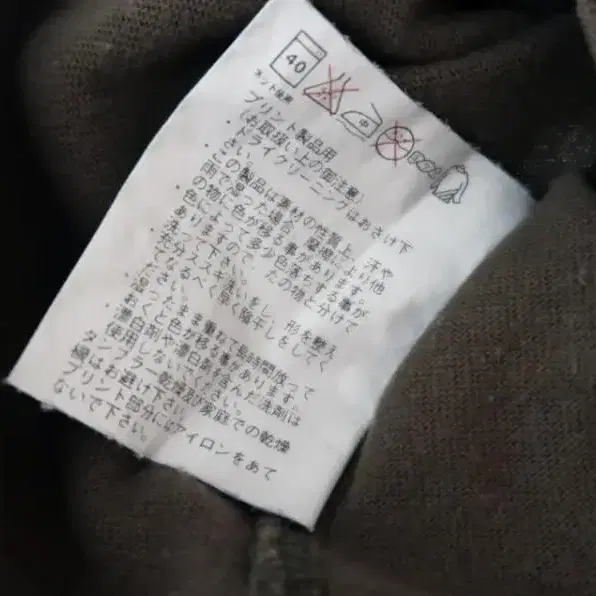 40
ネット使用
プリント製品用
(お取扱い上の御注意)
・ドライクリーニングはおさけ下
さい。
・この製品は素材の性質上、汗や
雨で湿った場合、摩擦により他
の物に色が移る事があります。
・色によって多少色落ちする事が
ありますので、たの物と分けて
洗って下さい。
充分ススギ洗いをし、形を整え
てなるべく早く陰干しをしてく
ださい。
・湿ったまま重ねて長時間放って
おくと色が移る事があります。
・漂白剤や漂白剤を含んだ洗剤は
使用しないでください。
タンブラー乾燥及び家庭での乾燥
機はお避け下さい。
プリント部分にはアイロンをあて
ないで下さい。